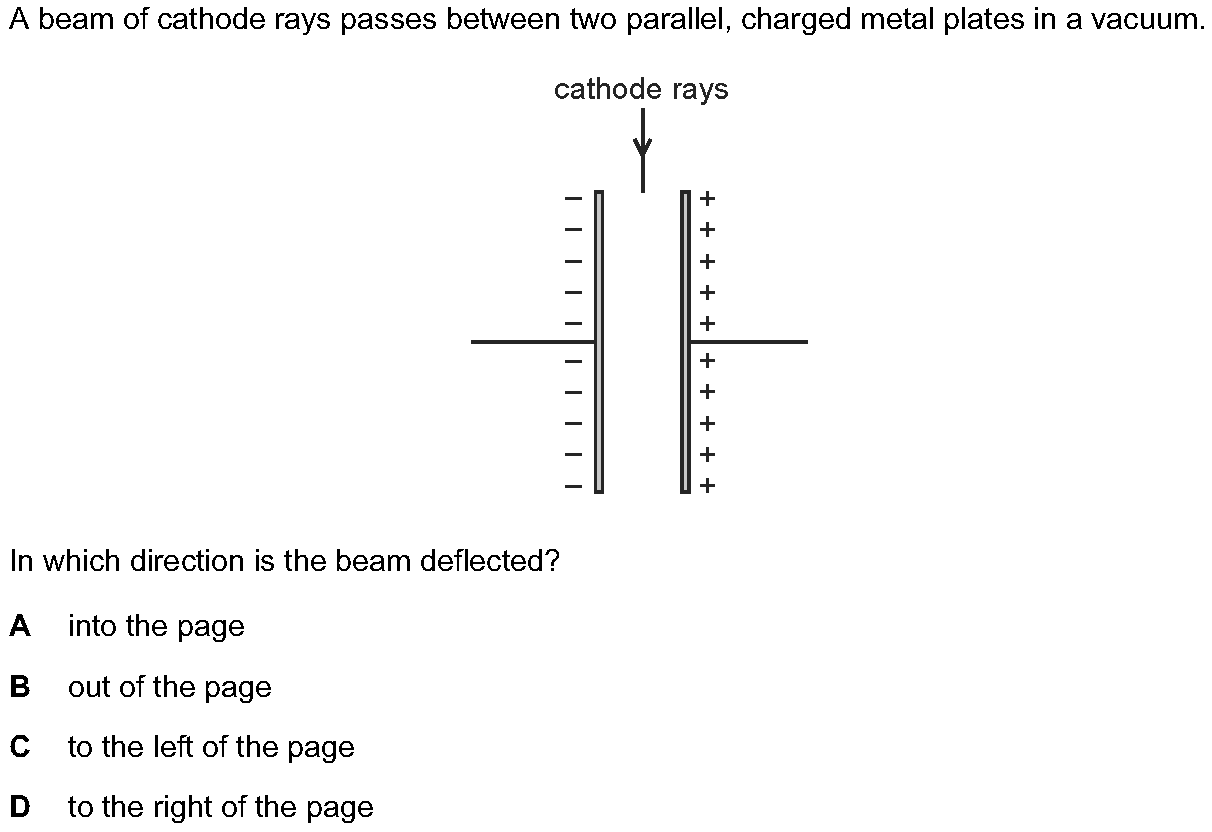 A beam of cathode rays passes between two parallel, charged metal plates in a vacuum.
cathode rays
– +
– +
– +
– +
– +
– +
– +
– +
– +
– +
In which direction is the beam deflected?
A into the page
B out of the page
C to the left of the page
D to the right of the page